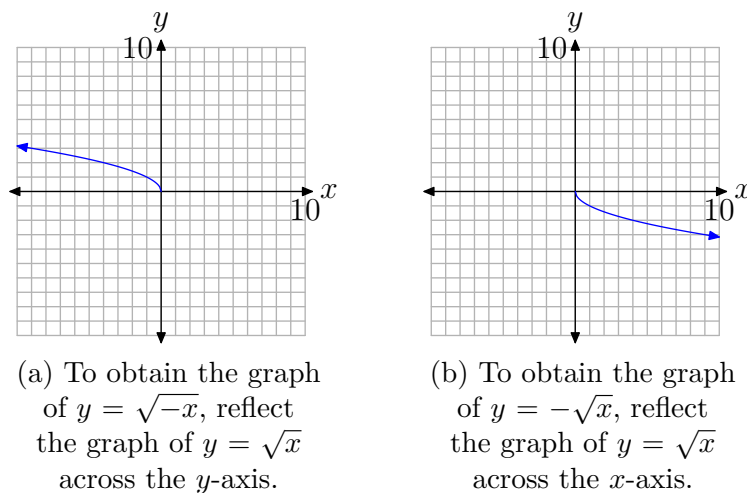 y
10
x
10
(a) To obtain the graph
of y = √−x, reflect
the graph of y = √x
across the y-axis.
y
10
x
10
(b) To obtain the graph
of y = −√x, reflect
the graph of y = √x
across the x-axis.